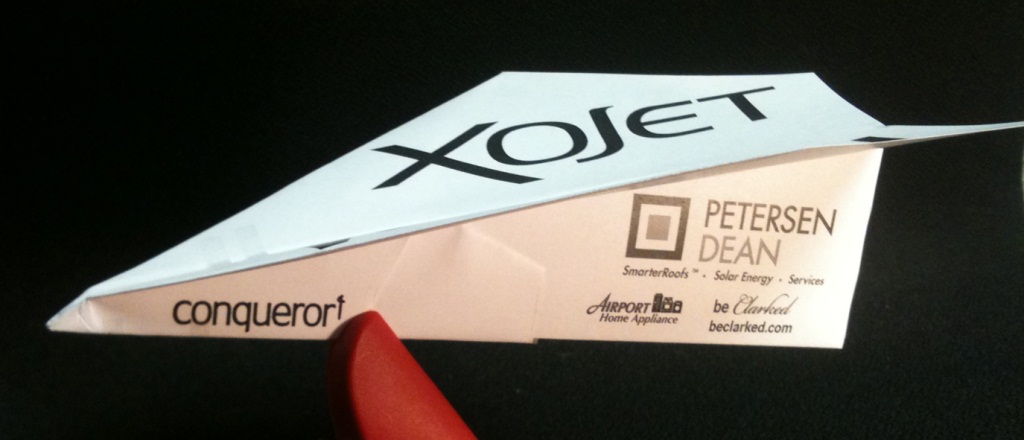 XOJET
PETERSEN
DEAN
SmarterRoofs™ · Solar Energy · Services
conqueror
AIRPORT
Home Appliance
be Clarked
beclarked.com